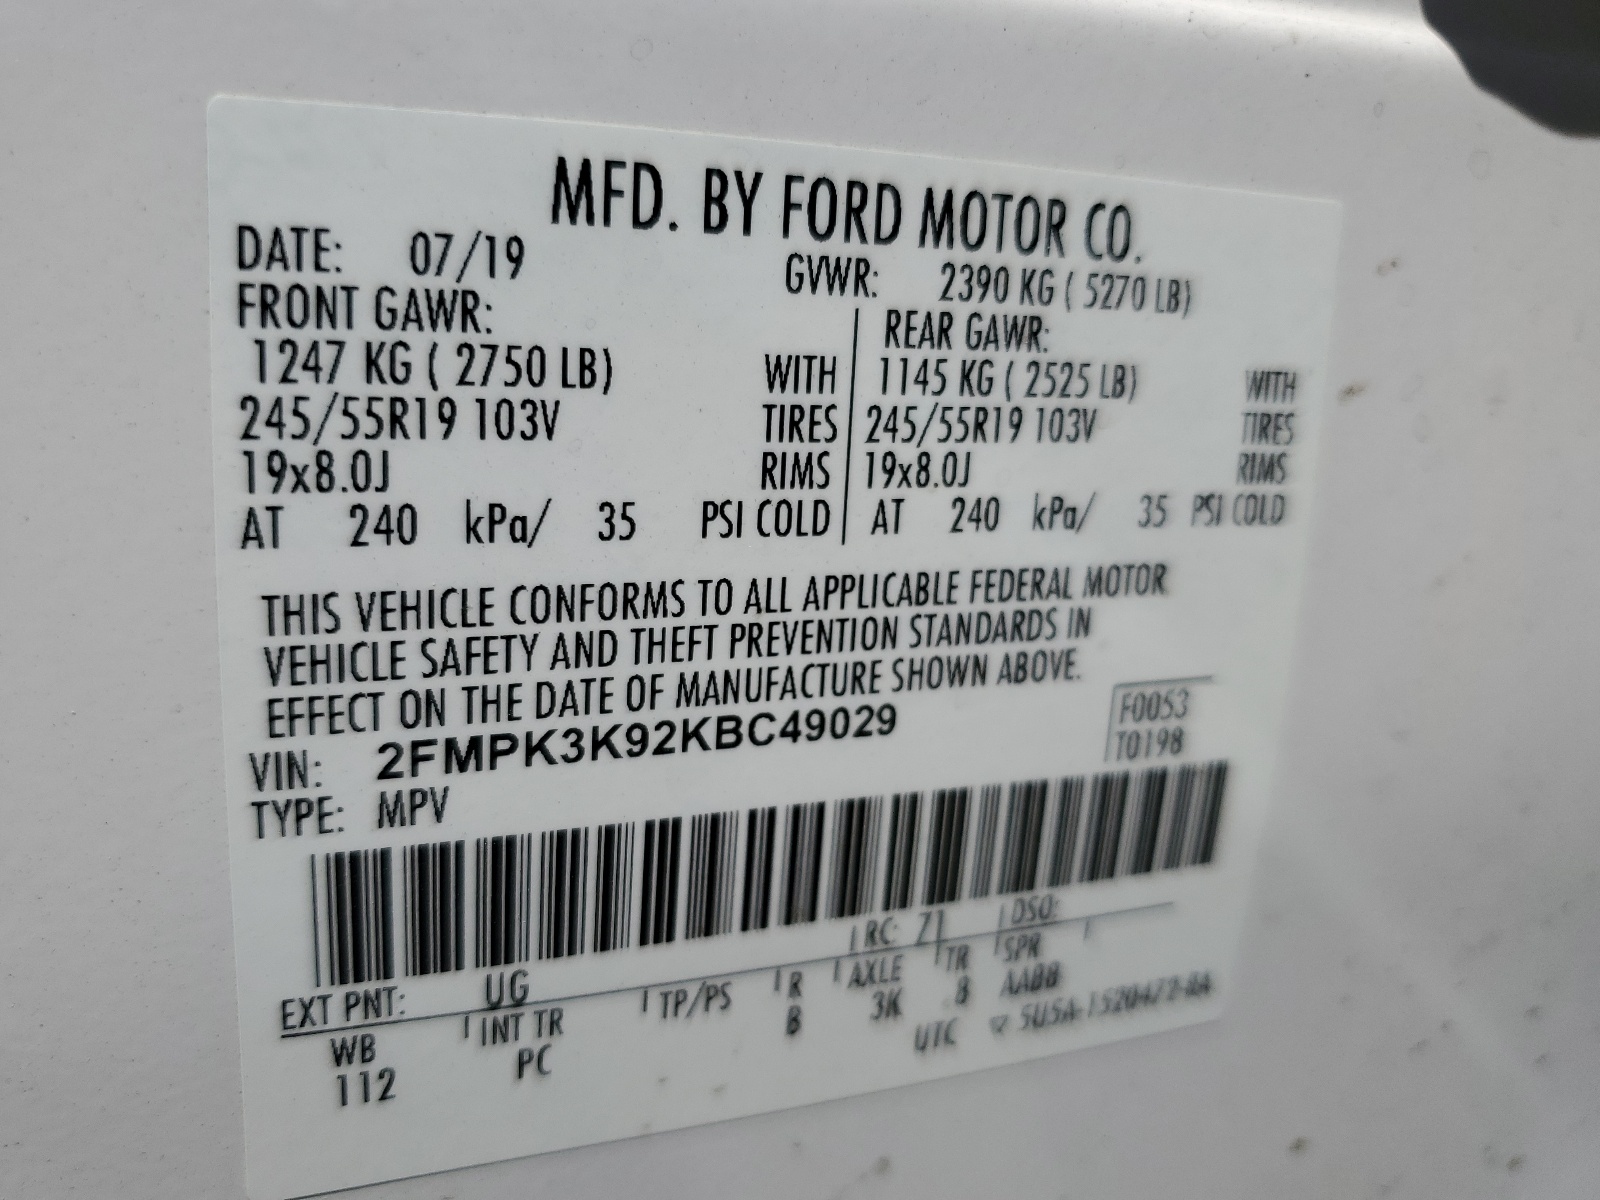 MFD. BY FORD MOTOR CO.
DATE: 07/19 GVWR: 2390 KG ( 5270 LB)
FRONT GAWR: REAR GAWR:
1247 KG ( 2750 LB) WITH 1145 KG ( 2525 LB) WITH
245/55R19 103V TIRES 245/55R19 103V TIRES
19x8.0J RIMS 19x8.0J RIMS
AT 240 kPa/ 35 PSI COLD AT 240 kPa/ 35 PSI COLD
THIS VEHICLE CONFORMS TO ALL APPLICABLE FEDERAL MOTOR
VEHICLE SAFETY AND THEFT PREVENTION STANDARDS IN
EFFECT ON THE DATE OF MANUFACTURE SHOWN ABOVE.
F0053
T0198
VIN: 2FMPK3K92KBC49029
TYPE: MPV
EXT PNT: UG RC: 71 DSO:
WB INT TR TP/PS R AXLE TR SPR
112 PC B 3K 8
UTC